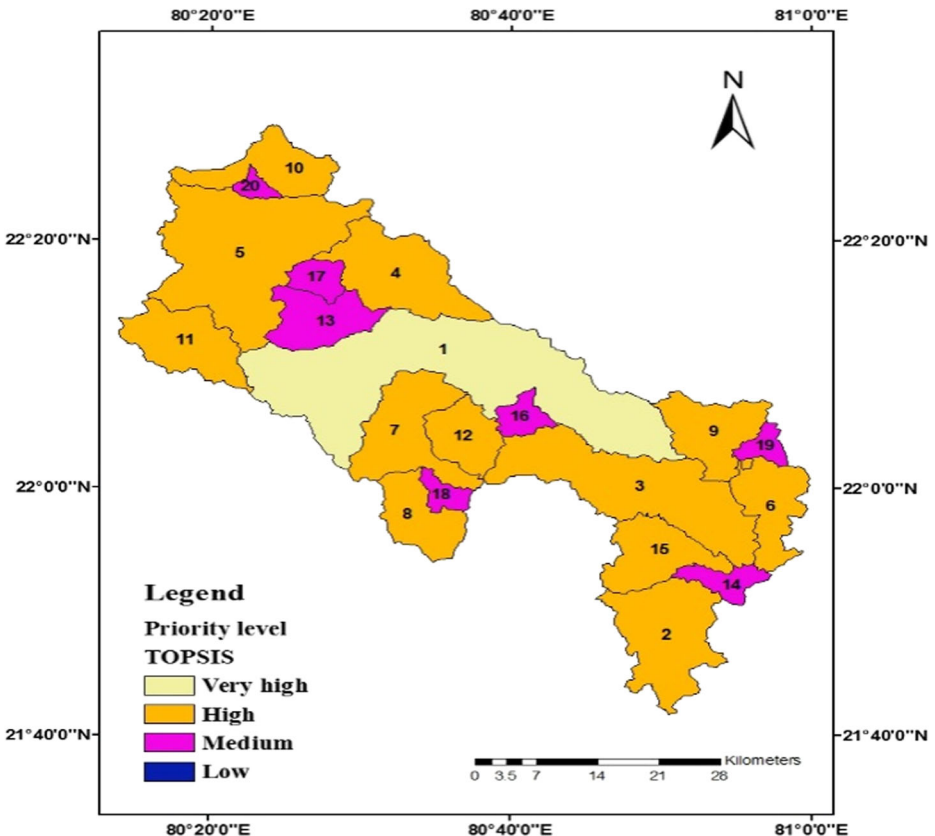 80°20'0"E 80°40'0"E 81°0'0"E
N
10
20
22°20'0"N 22°20'0"N
5
17
4
13
11
1
16
7
12
9
19
22°0'0"N 22°0'0"N
3
18
6
8
15
14
2
Legend
Priority level
TOPSIS
Very high
High
Medium
Low
21°40'0"N 21°40'0"N
Kilometers
0 3.5 7 14 21 28
80°20'0"E 80°40'0"E 81°0'0"E